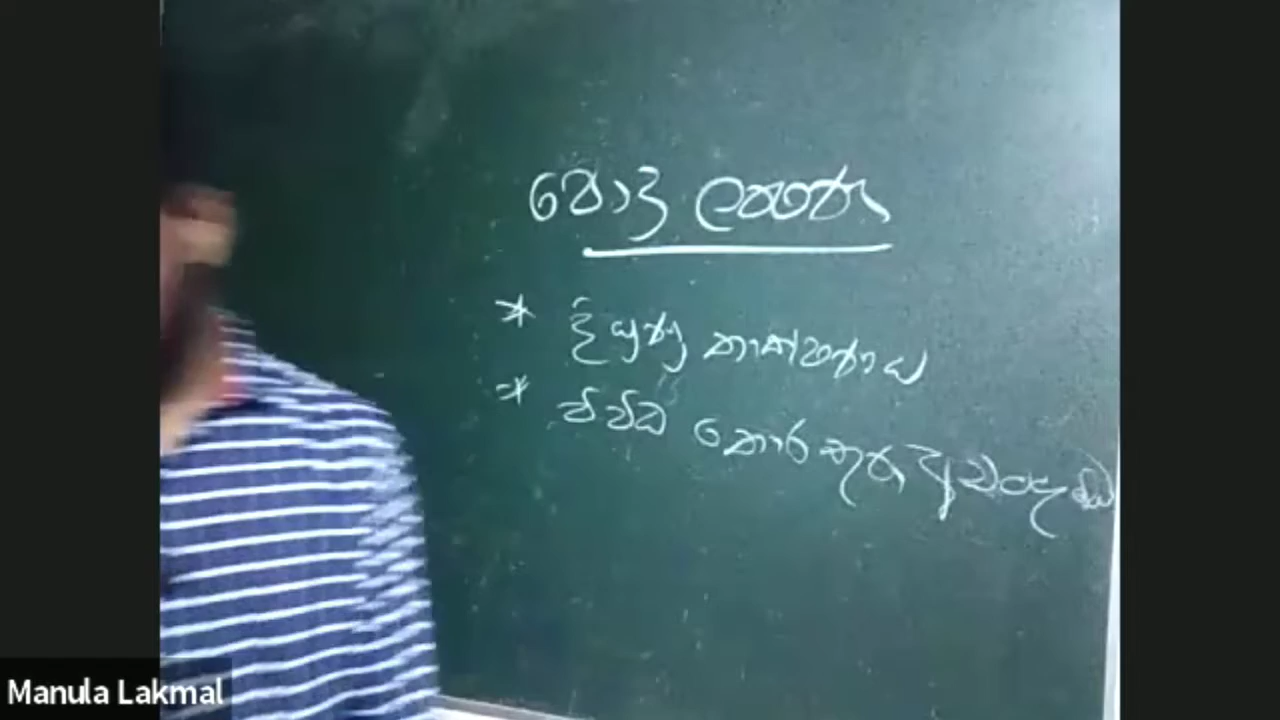 පොදු ලක්ෂණ
* දියුණු තාක්ෂණය
* විවිධ තොරතුරු
Manula Lakmal